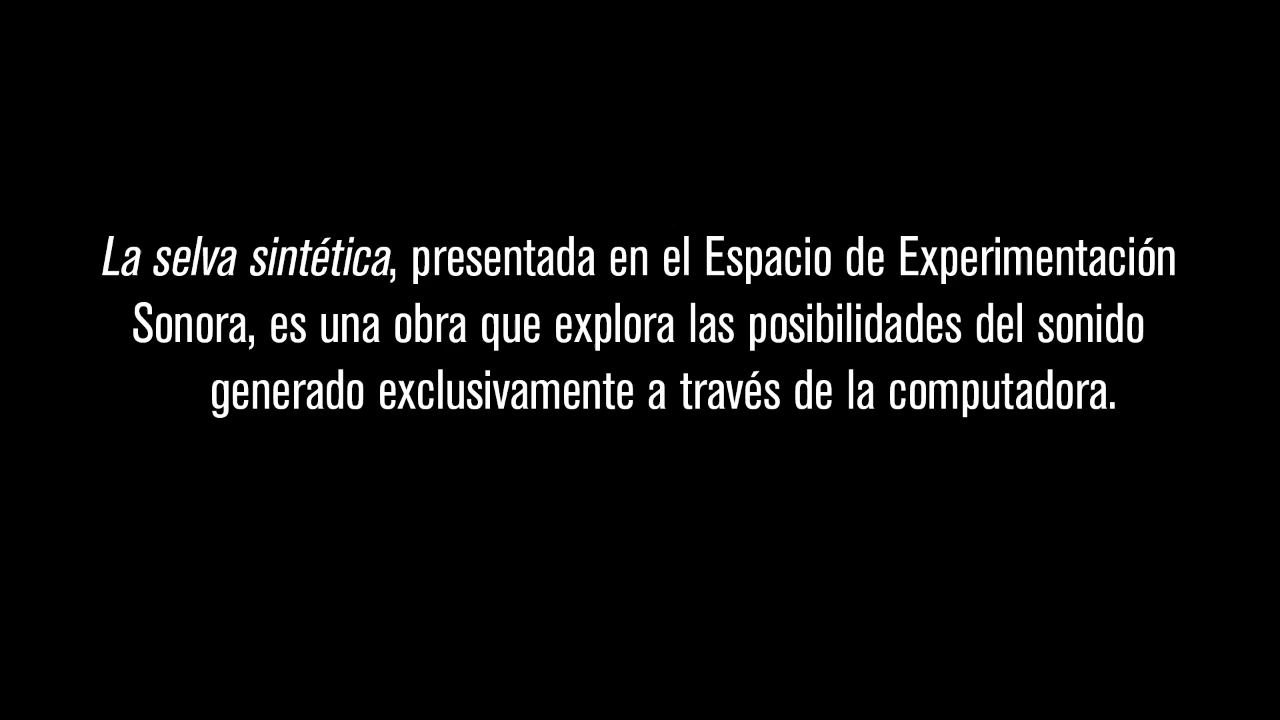 La selva sintética, presentada en el Espacio de Experimentación
Sonora, es una obra que explora las posibilidades del sonido
generado exclusivamente a través de la computadora.